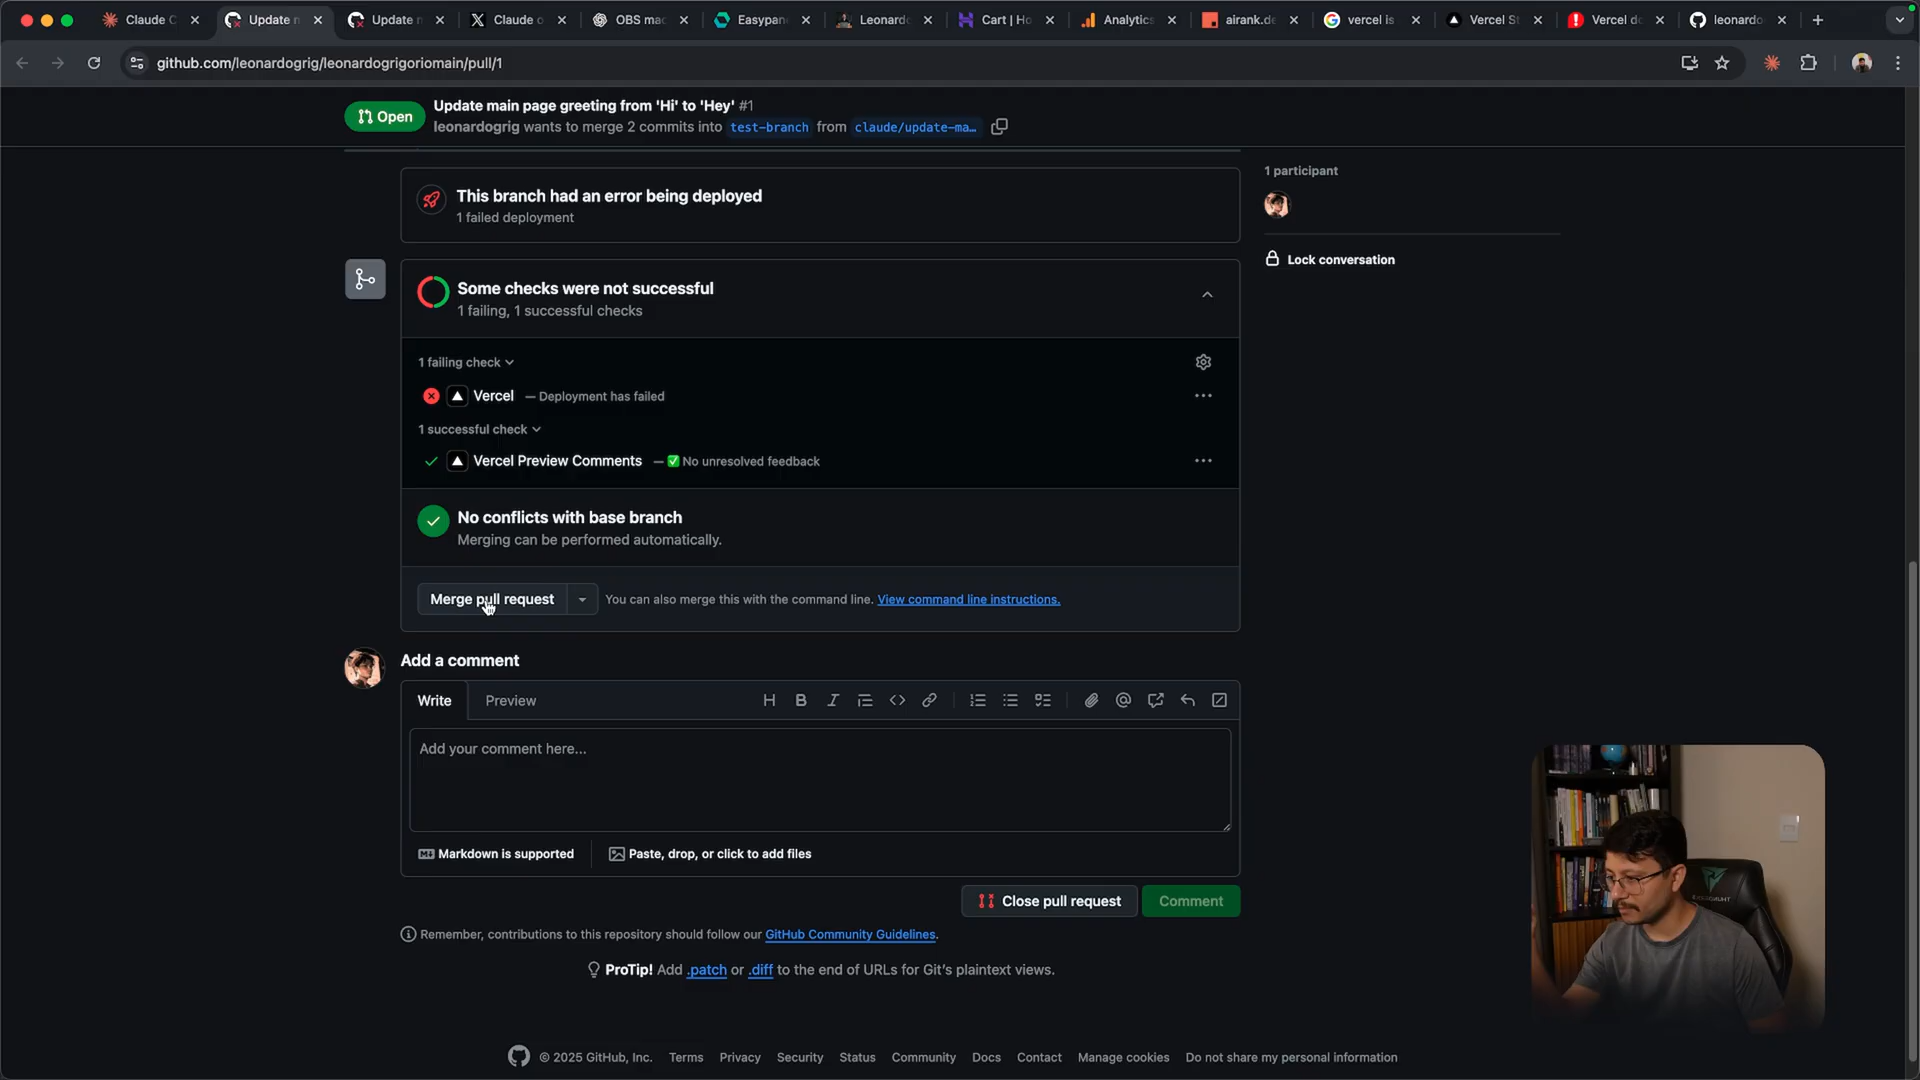 Claude C
Update n
Update n
Claude o
OBS mac
Easypan
Leonardo
Cart | Ho
Analytics
airank.de
vercel is
Vercel St
Vercel do
leonardo
github.com/leonardogrig/leonardogrigoriomain/pull/1
Open
Update main page greeting from 'Hi' to 'Hey' #1
leonardogrig wants to merge 2 commits into test-branch from claude/update-ma…
This branch had an error being deployed
1 failed deployment
1 participant
Lock conversation
Some checks were not successful
1 failing, 1 successful checks
1 failing check
Vercel — Deployment has failed
1 successful check
Vercel Preview Comments — No unresolved feedback
No conflicts with base branch
Merging can be performed automatically.
Merge pull request
You can also merge this with the command line. View command line instructions.
Add a comment
Write
Preview
Add your comment here...
Markdown is supported
Paste, drop, or click to add files
Close pull request
Comment
Remember, contributions to this repository should follow our GitHub Community Guidelines.
ProTip! Add .patch or .diff to the end of URLs for Git's plaintext views.
© 2025 GitHub, Inc. Terms Privacy Security Status Community Docs Contact Manage cookies Do not share my personal information